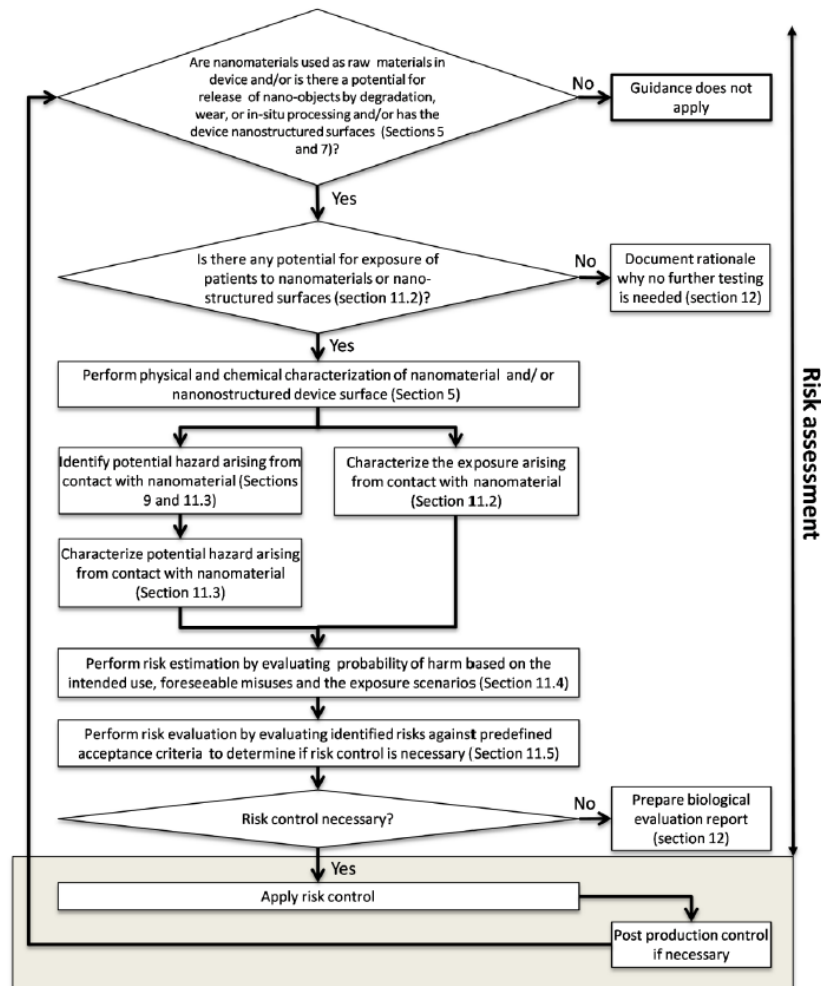 Are nanomaterials used as raw materials in
device and/or is there a potential for
release of nano-objects by degradation,
wear, or in-situ processing and/or has the
device nanostructured surfaces (Sections 5
and 7)?
No
Guidance does not
apply
Yes
Is there any potential for exposure of
patients to nanomaterials or nano-
structured surfaces (section 11.2)?
No
Document rationale
why no further testing
is needed (section 12)
Yes
Perform physical and chemical characterization of nanomaterial and/ or
nanonostructured device surface (Section 5)
Identify potential hazard arising from
contact with nanomaterial (Sections
9 and 11.3)
Characterize the exposure arising
from contact with nanomaterial
(Section 11.2)
Characterize potential hazard arising
from contact with nanomaterial
(Section 11.3)
Perform risk estimation by evaluating probability of harm based on the
intended use, foreseeable misuses and the exposure scenarios (Section 11.4)
Perform risk evaluation by evaluating identified risks against predefined
acceptance criteria to determine if risk control is necessary (Section 11.5)
Risk control necessary?
No
Prepare biological
evaluation report
(section 12)
Yes
Apply risk control
Post production control
if necessary
Risk assessment